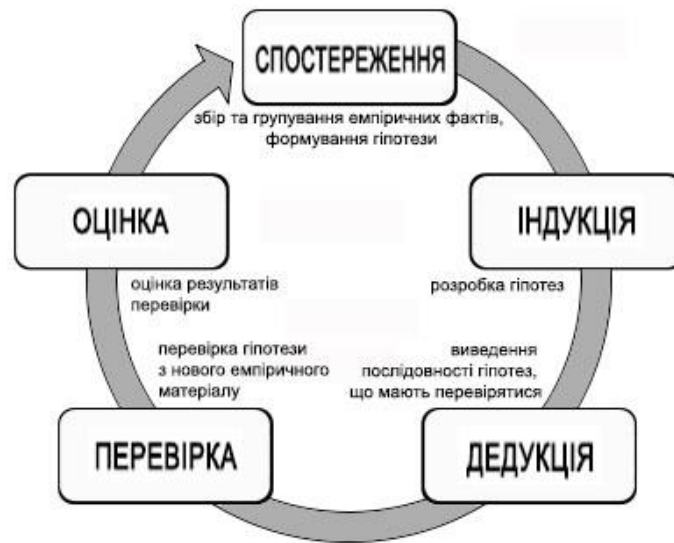 СПОСТЕРЕЖЕННЯ
збір та групування емпіричних фактів,
формування гіпотези
ІНДУКЦІЯ
розробка гіпотез
ДЕДУКЦІЯ
виведення
послідовності гіпотез,
що мають перевірятися
ПЕРЕВІРКА
перевірка гіпотези
з нового емпіричного
матеріалу
ОЦІНКА
оцінка результатів
перевірки